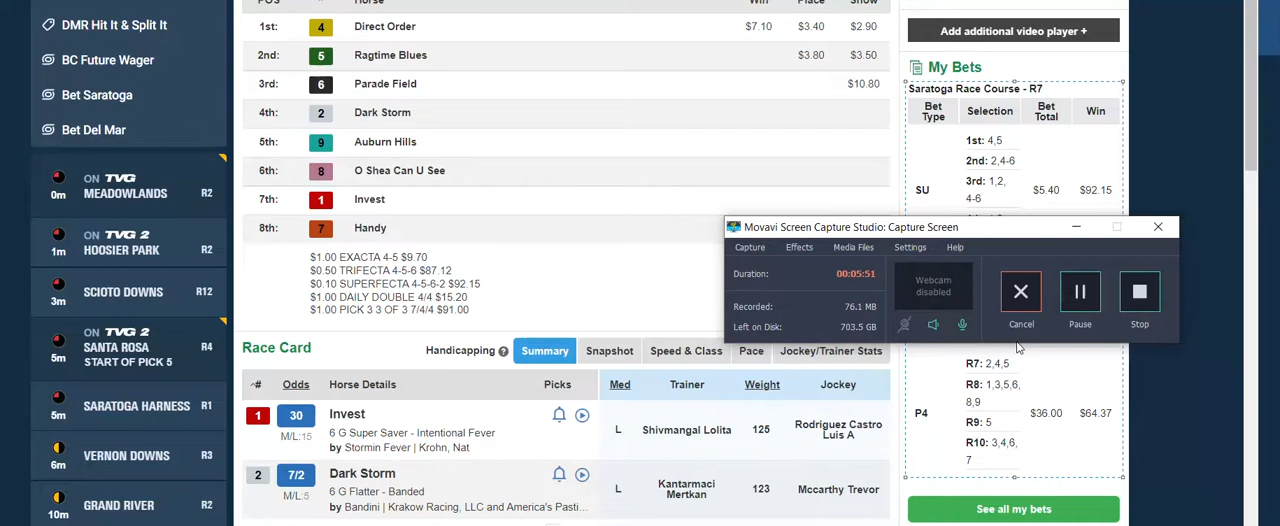 DMR Hit It & Split It
BC Future Wager
Bet Saratoga
Bet Del Mar
ON TVG
0m MEADOWLANDS R2
ON TVG 2
1m HOOSIER PARK R2
3m SCIOTO DOWNS R12
ON TVG 2
5m SANTA ROSA R4
START OF PICK 5
5m SARATOGA HARNESS R1
6m VERNON DOWNS R3
10m GRAND RIVER R2
POS Horse Win Place Show
1st: 4 Direct Order $7.10 $3.40 $2.90
2nd: 5 Ragtime Blues $3.80 $3.50
3rd: 6 Parade Field $10.80
4th: 2 Dark Storm
5th: 9 Auburn Hills
6th: 8 O Shea Can U See
7th: 1 Invest
8th: 7 Handy
$1.00 EXACTA 4-5 $9.70
$0.50 TRIFECTA 4-5-6 $87.12
$0.10 SUPERFECTA 4-5-6-2 $92.15
$1.00 DAILY DOUBLE 4/4 $15.20
$1.00 PICK 3 3 OF 3 7/4/4 $91.00
Race Card Handicapping ? Summary Snapshot Speed & Class Pace Jockey/Trainer Stats
^# Odds Horse Details Picks Med Trainer Weight Jockey
1 30 Invest
M/L:15 6 G Super Saver - Intentional Fever
by Stormin Fever | Krohn, Nat
L Shivmangal Lolita 125 Rodriguez Castro
Luis A
2 7/2 Dark Storm
M/L:5 6 G Flatter - Banded
by Bandini | Krakow Racing, LLC and America's Pasti...
L Kantarmaci
Mertkan 123 Mccarthy Trevor
Add additional video player +
My Bets
Saratoga Race Course - R7
Bet
Type Selection Bet
Total Win
1st: 4,5
2nd: 2,4-6
3rd: 1,2,
4-6
SU $5.40 $92.15
Movavi Screen Capture Studio: Capture Screen
Capture Effects Media Files Settings Help
Duration: 00:05:51
Recorded: 76.1 MB
Left on Disk: 703.5 GB
Webcam
disabled
Cancel Pause Stop
R7: 2,4,5
R8: 1,3,5,6,
8,9
P4 R9: 5 $36.00 $64.37
R10: 3,4,6,
7
See all my bets